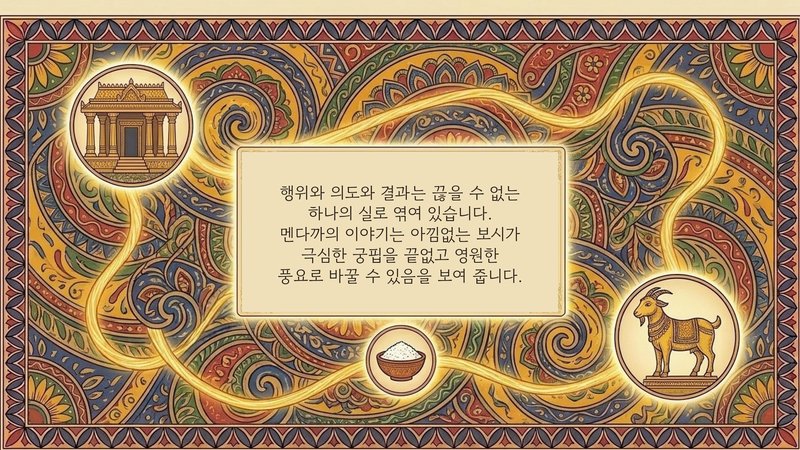 행위와 의도와 결과는 끊을 수 없는
하나의 실로 엮여 있습니다.
멘다까의 이야기는 아낌없는 보시가
극심한 궁핍을 끝없고 영원한
풍요로 바꿀 수 있음을 보여 줍니다.